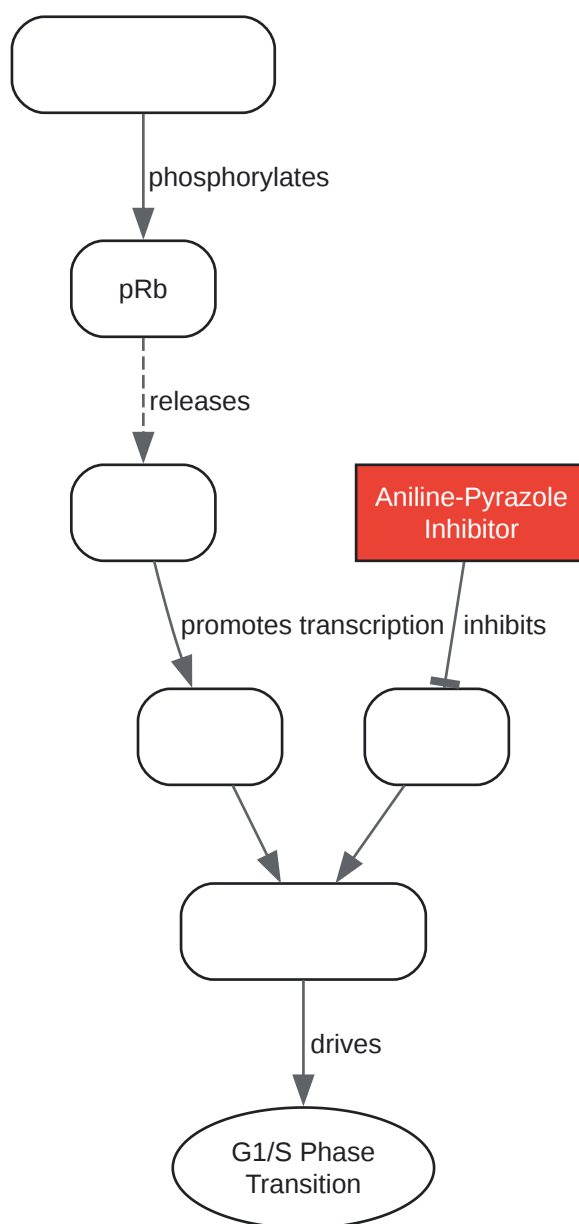 phosphorylates
pRb
releases
Aniline-Pyrazole
Inhibitor
promotes transcription
inhibits
drives
G1/S Phase
Transition